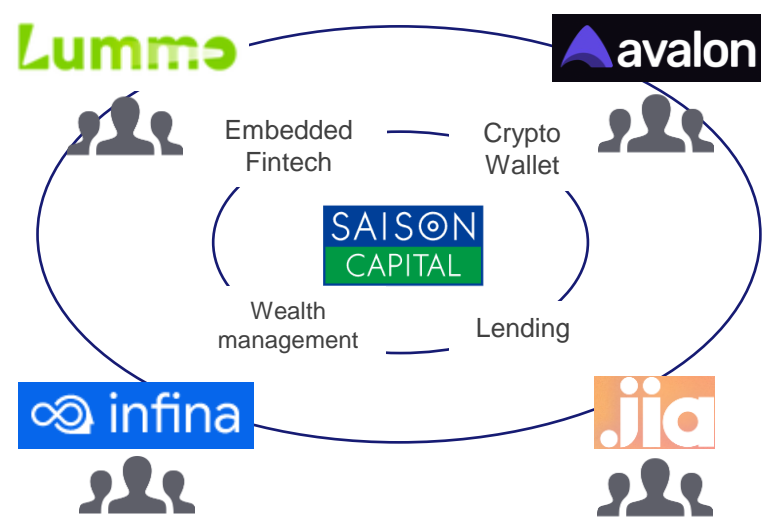 Lummo
avalon
Embedded
Fintech
Crypto
Wallet
SAISON
CAPITAL
Wealth
management
Lending
infina
.jia